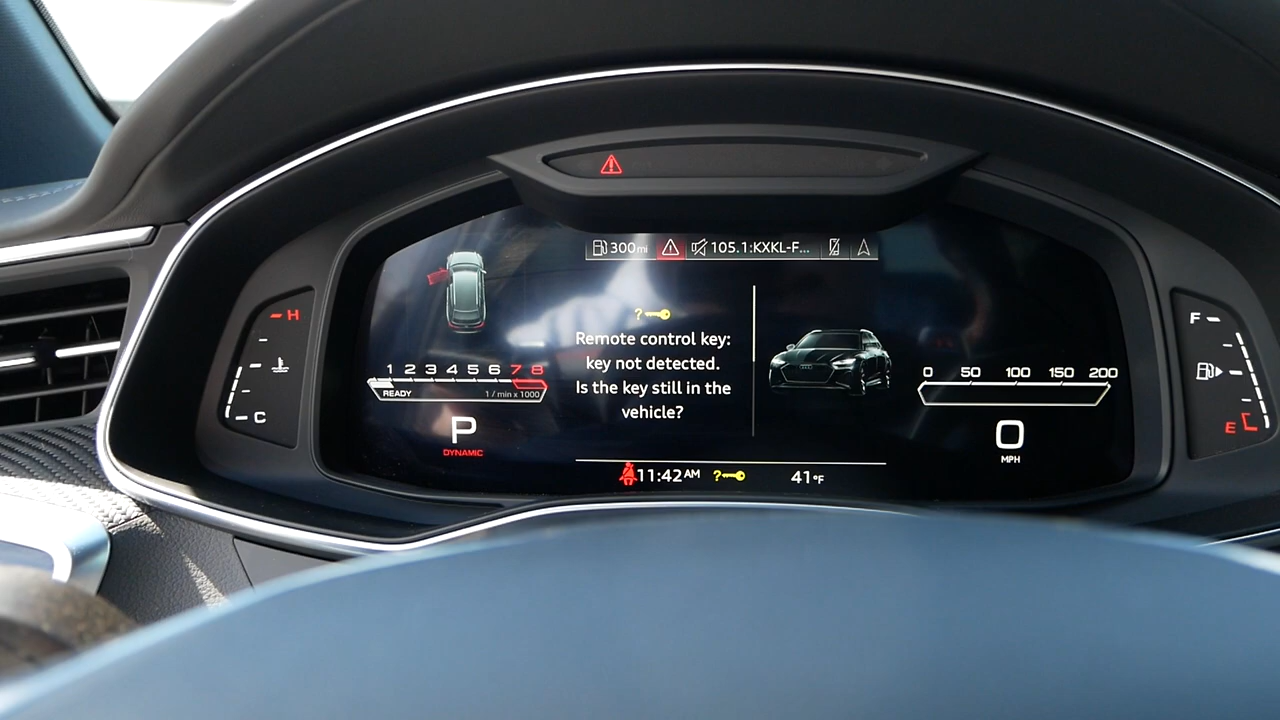 300mi
105.1:KXKL-F...
H
C
? 
Remote control key:
key not detected.
Is the key still in the
vehicle?
1 2 3 4 5 6 7 8
READY
1 / min x 1000
P
DYNAMIC
0 50 100 150 200
0
MPH
F
E
11:42 AM
?
41°F